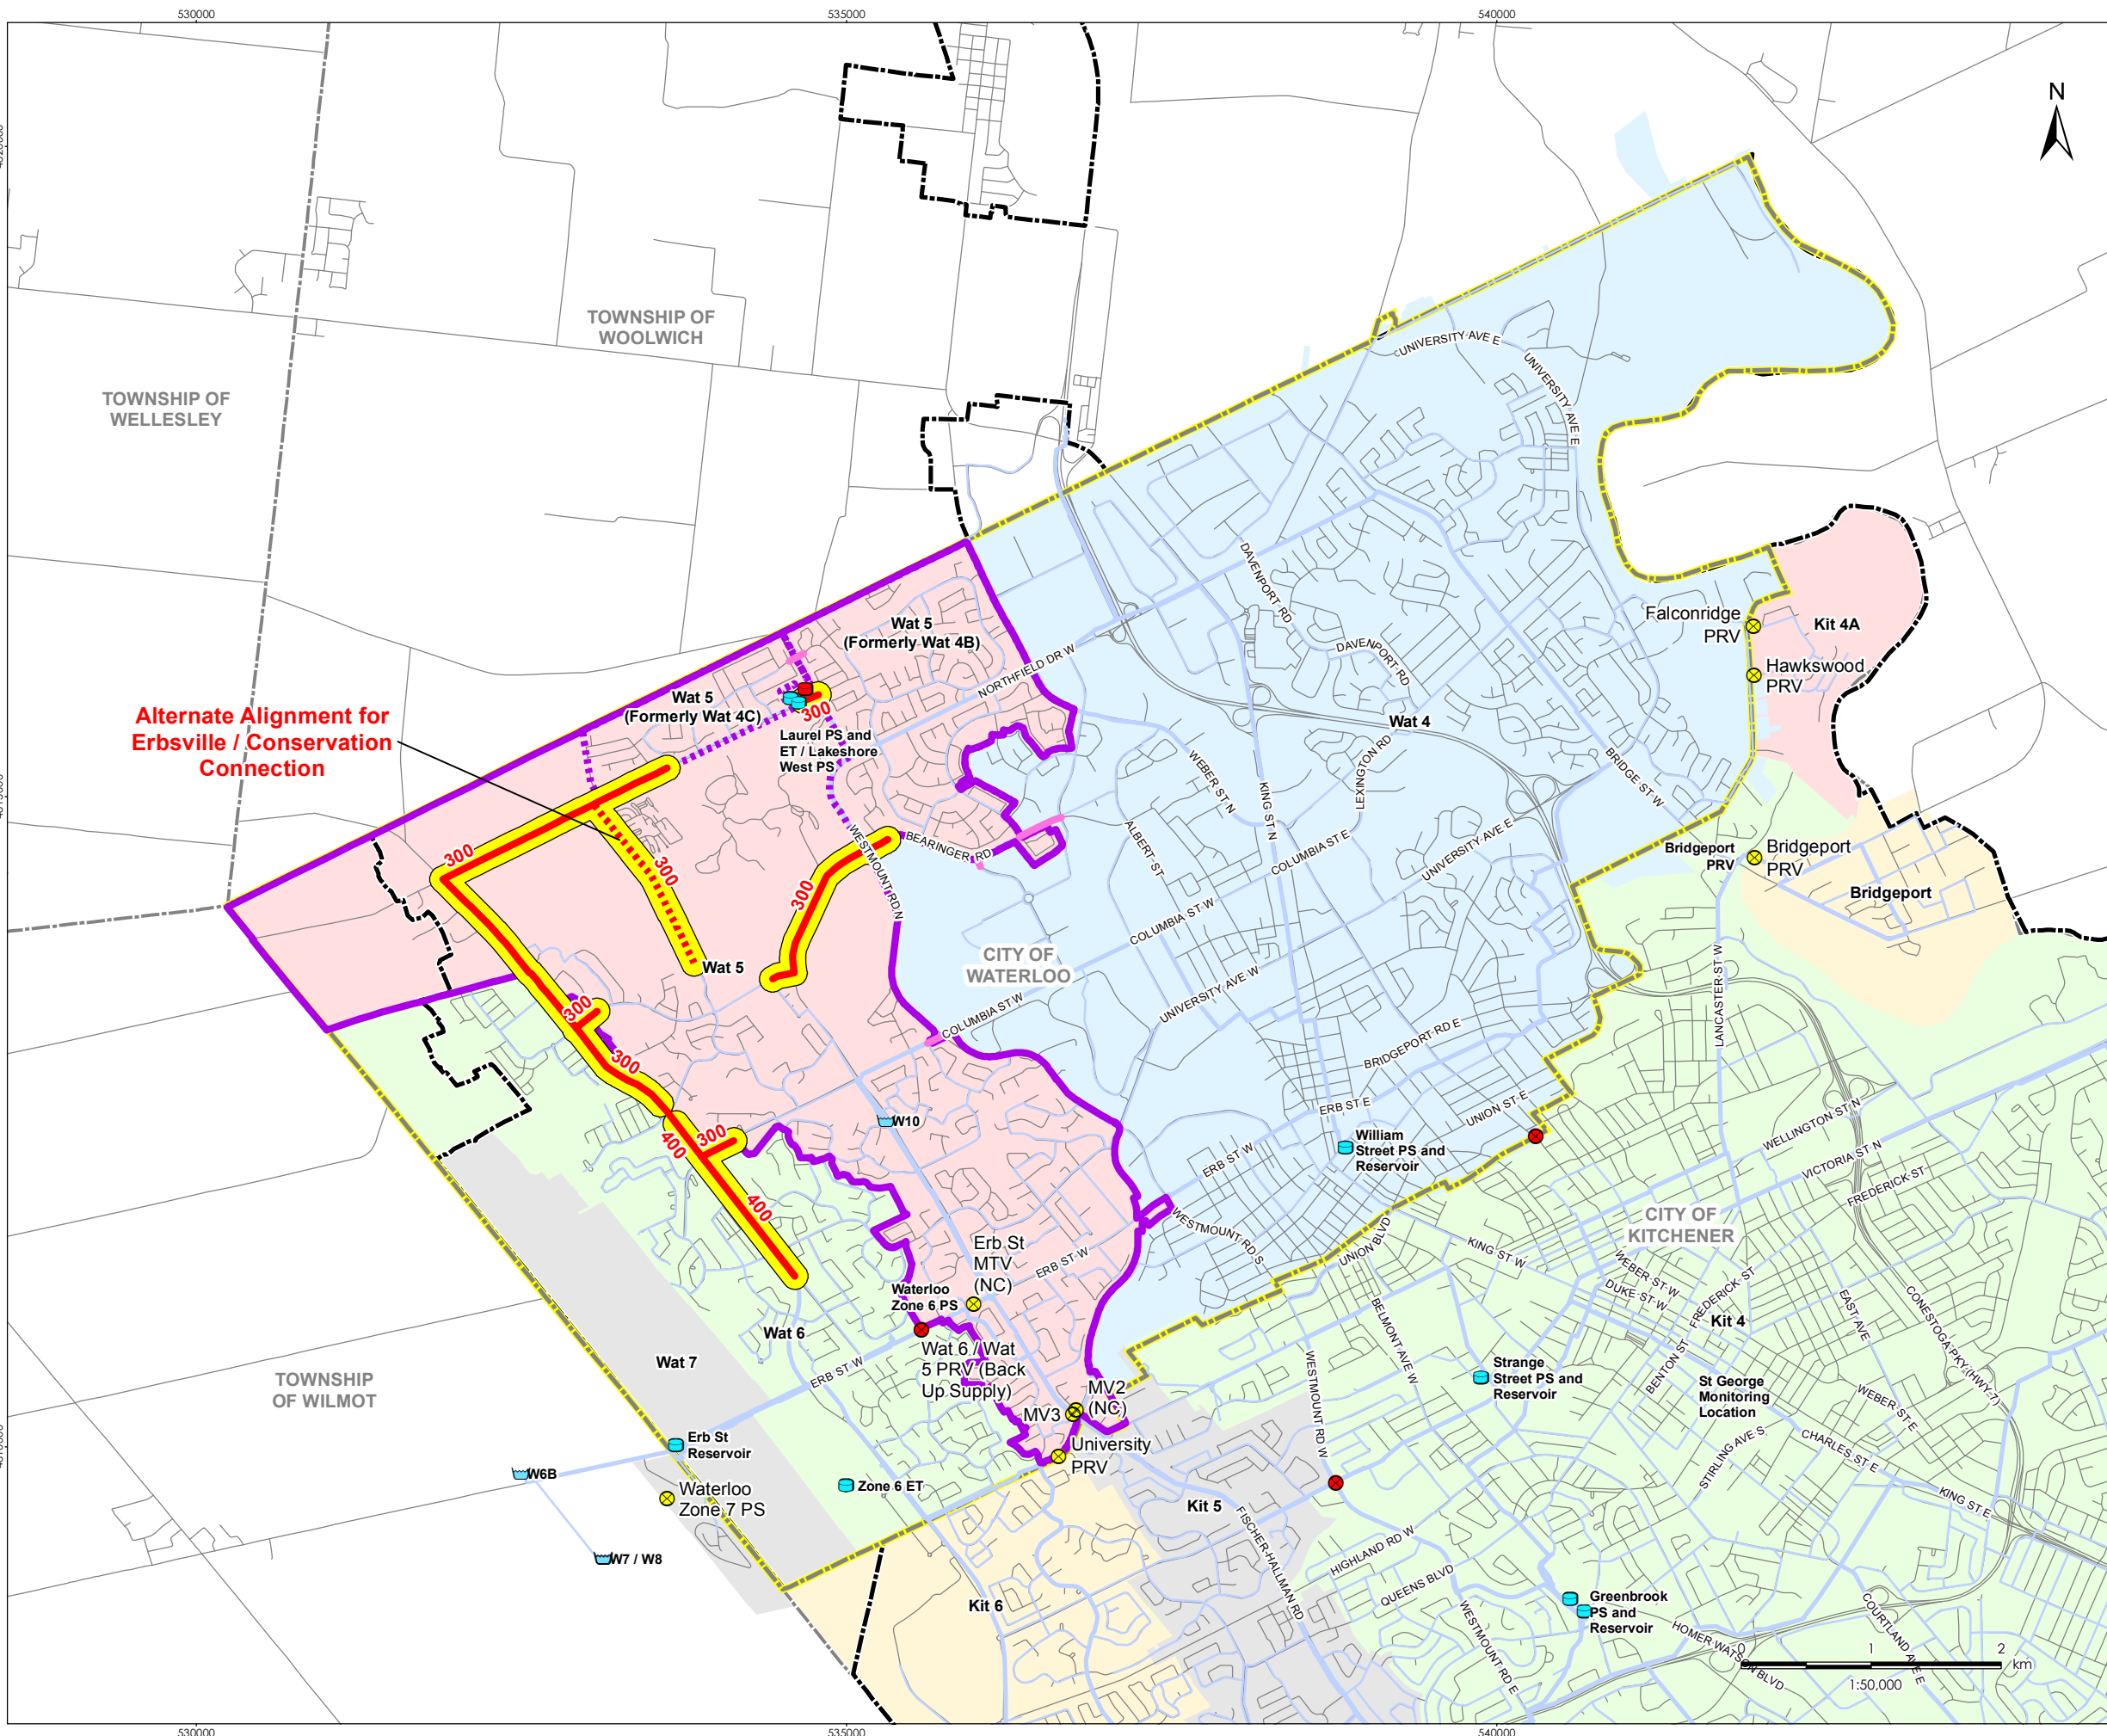 530000
535000
540000
N
TOWNSHIP OF
WOOLWICH
TOWNSHIP OF
WELLESLEY
UNIVERSITY AVE E
UNIVERSITY AVE E
DAVENPORT RD
DAVENPORT RD
Falconridge
PRV
Kit 4A
Hawkswood
PRV
Wat 5
(Formerly Wat 4B)
NORTHFIELD DR W
Wat 5
(Formerly Wat 4C)
300
Laurel PS and
ET / Lakeshore
West PS
Alternate Alignment for
Erbsville / Conservation
Connection
Wat 4
WEBER ST N
KING ST N
LEXINGTON RD
BRIDGE ST W
300
300
300
WESTMOUNT RD N
BEARINGER RD
ALBERT ST
COLUMBIA ST E
UNIVERSITY AVE E
Bridgeport
PRV
Bridgeport
PRV
Bridgeport
COLUMBIA ST W
CITY OF
WATERLOO
Wat 5
UNIVERSITY AVE W
LANCASTER ST W
COLUMBIA ST W
300
300
BRIDGEPORT RD E
300
400
W10
ERB ST E
UNION ST E
WELLINGTON ST N
VICTORIA ST N
FREDERICK ST
William
Street PS and
Reservoir
ERB ST W
400
WESTMOUNT RD S
UNION BLVD
CITY OF
KITCHENER
KING ST W
WEBER ST W
DUKE ST W
FREDERICK ST
Erb St
MTV
(NC)
ERB ST W
Waterloo
Zone 6 PS
BELMONT AVE W
EAST AVE
CONESTOGA PKY (HWY-7)
Kit 4
Wat 6
Wat 7
ERB ST W
Wat 6 / Wat
5 PRV (Back
Up Supply)
WESTMOUNT RD W
BENTON ST
Strange
Street PS and
Reservoir
St George
Monitoring
Location
WEBER ST E
TOWNSHIP
OF WILMOT
MV2
(NC)
MV3
University
PRV
STIRLING AVE S
CHARLES ST E
KING ST E
Erb St
Reservoir
W6B
Waterloo
Zone 7 PS
Zone 6 ET
Kit 5
FISCHER-HALLMAN RD
HIGHLAND RD W
QUEENS BLVD
W7 / W8
Kit 6
WESTMOUNT RD E
Greenbrook
PS and
Reservoir
HOMER WATSON BLVD
COURTLAND AVE E
0
1
2
km
1:50,000
530000
535000
540000